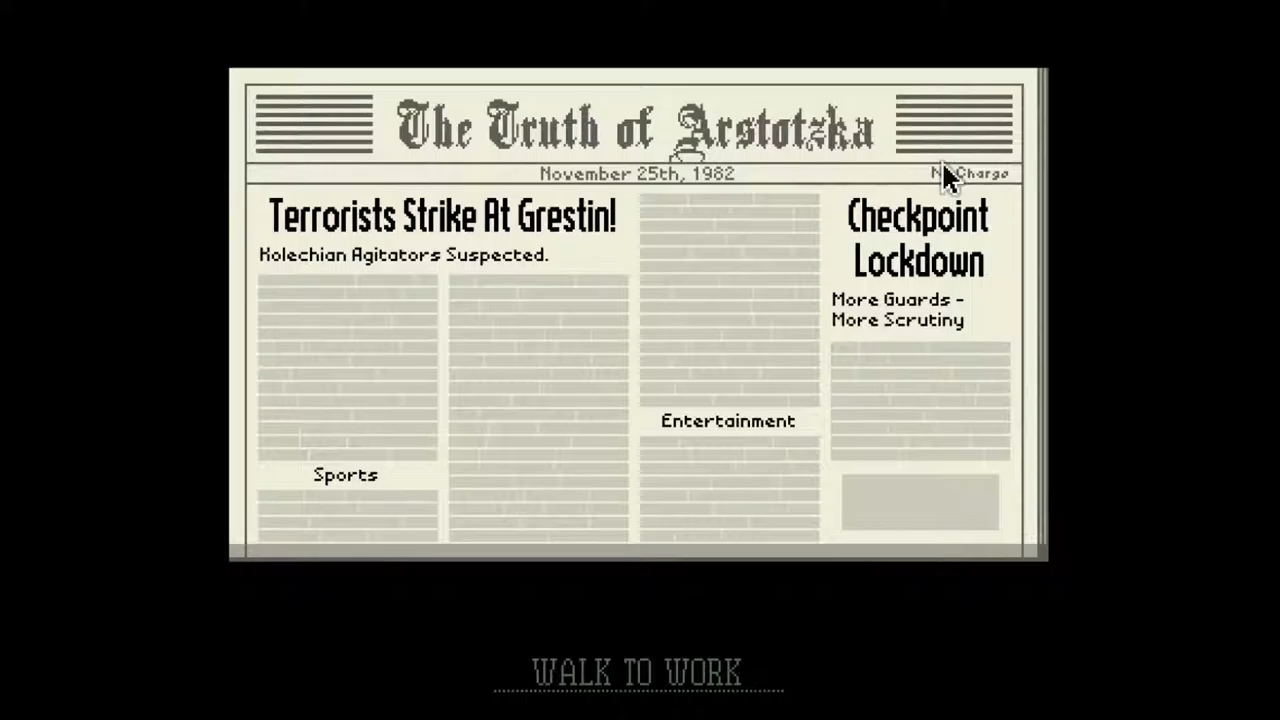 The Truth of Arstotzka
November 25th, 1982
Charge
Terrorists Strike At Grestin!
Kolechian Agitators Suspected.
Sports
Entertainment
Checkpoint
Lockdown
More Guards -
More Scrutiny
WALK TO WORK